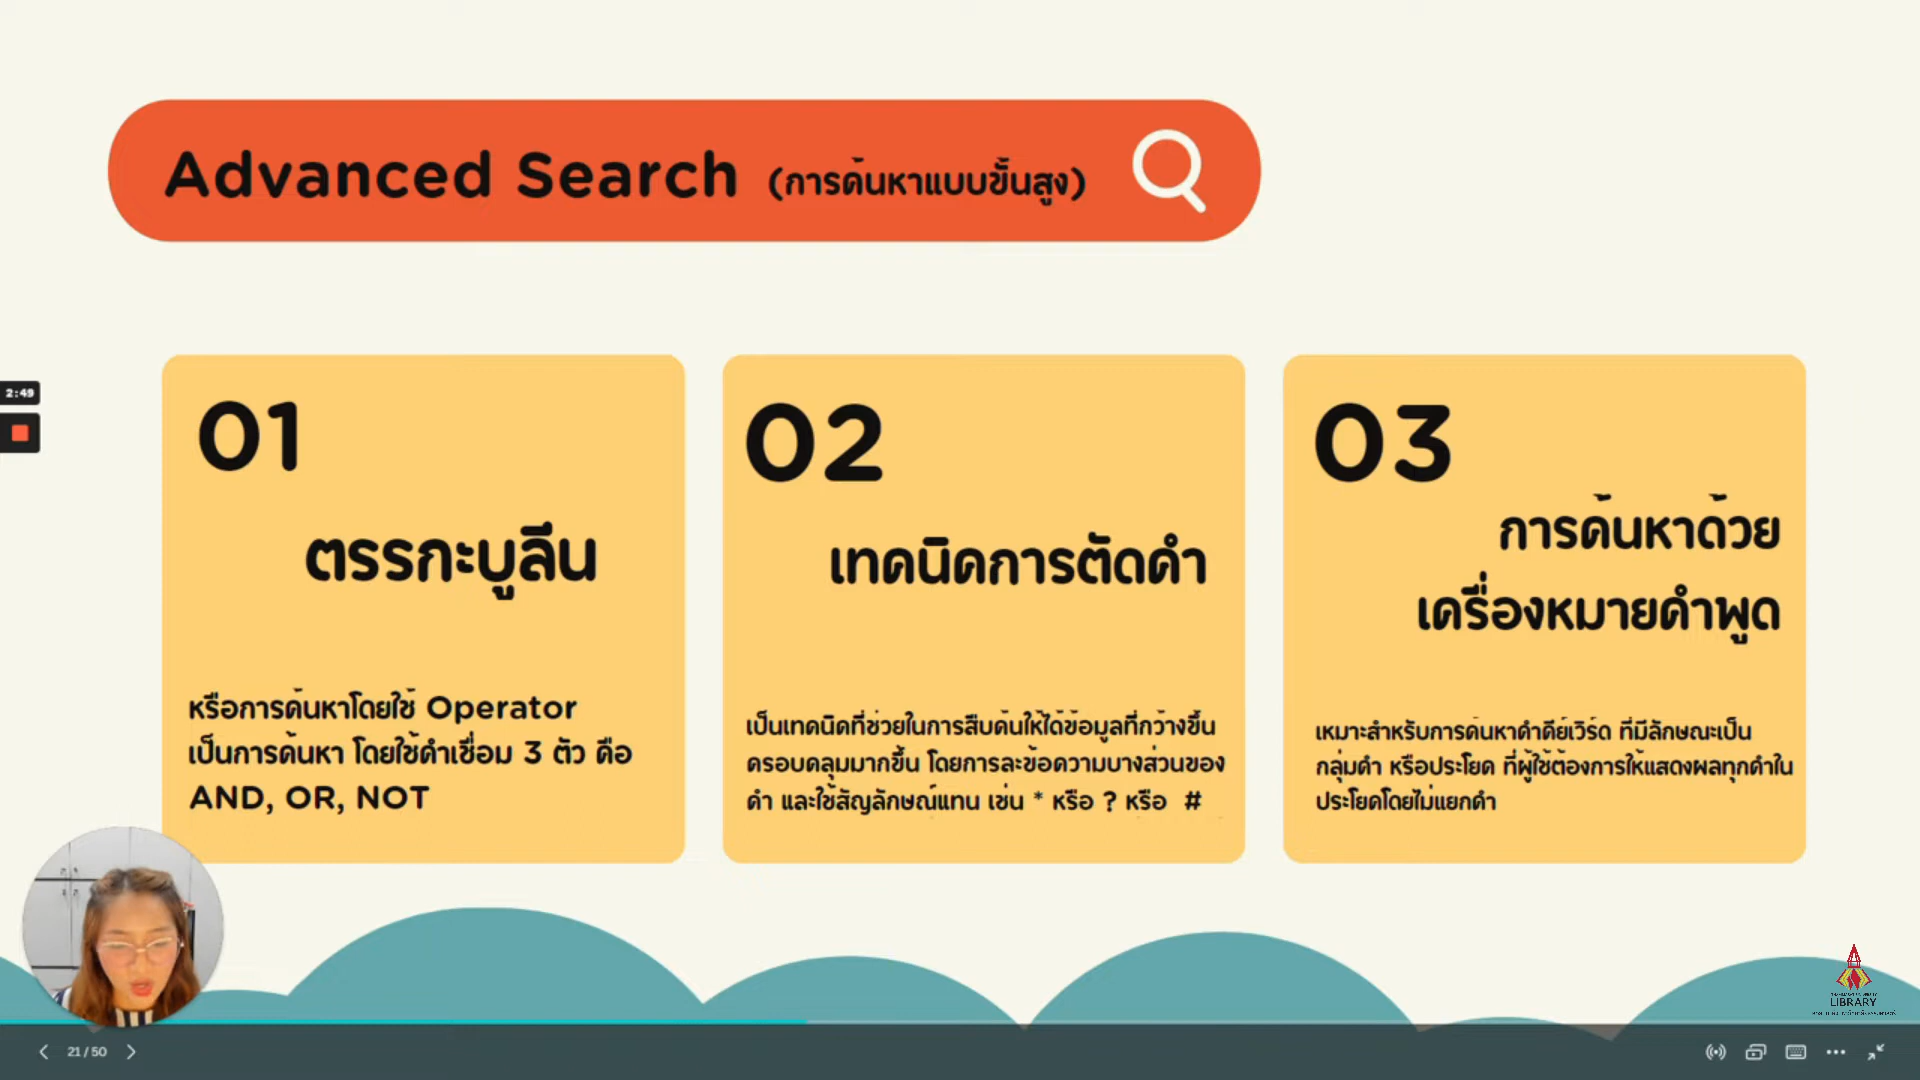 Advanced Search (การค้นหาแบบขั้นสูง)
2:49
01
ตรรกะบูลีน
หรือการค้นหาโดยใช้ Operator
เป็นการค้นหา โดยใช้คำเชื่อม 3 ตัว คือ
AND, OR, NOT
02
เทคนิคการตัดคำ
เป็นเทคนิคที่ช่วยในการสืบค้นให้ได้ข้อมูลที่กว้างขึ้น
ครอบคลุมมากขึ้น โดยการละข้อความบางส่วนของ
คำ และใช้สัญลักษณ์แทน เช่น * หรือ ? หรือ #
03
การค้นหาด้วย
เครื่องหมายคำพูด
เหมาะสำหรับการค้นหาคำคีย์เวิร์ด ที่มีลักษณะเป็น
กลุ่มคำ หรือประโยค ที่ผู้ใช้ต้องการให้แสดงผลทุกคำใน
ประโยคโดยไม่แยกคำ
LIBRARY
21 / 50